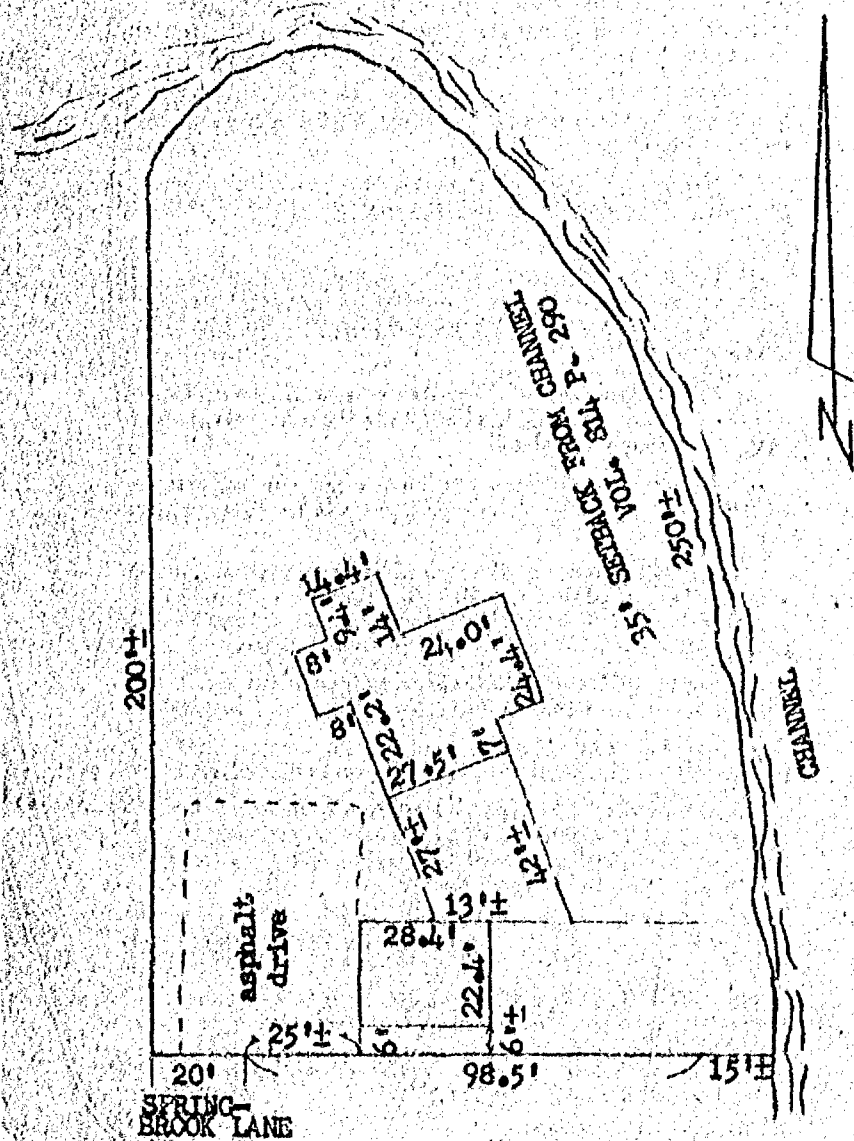 35' SETBACK FROM CHANNEL
VOL. 814 P. 290
250'±
200'±
14.4'
9.4'
14'
8'
24.0'
24.4'
8'
22.2'
7'
27.5'
27'±
42'±
CHANNEL
13'±
28.4'
asphalt
drive
22.4'
25'±
6'
6'±
20'
98.5'
15'±
SPRING-
BROOK LANE
N